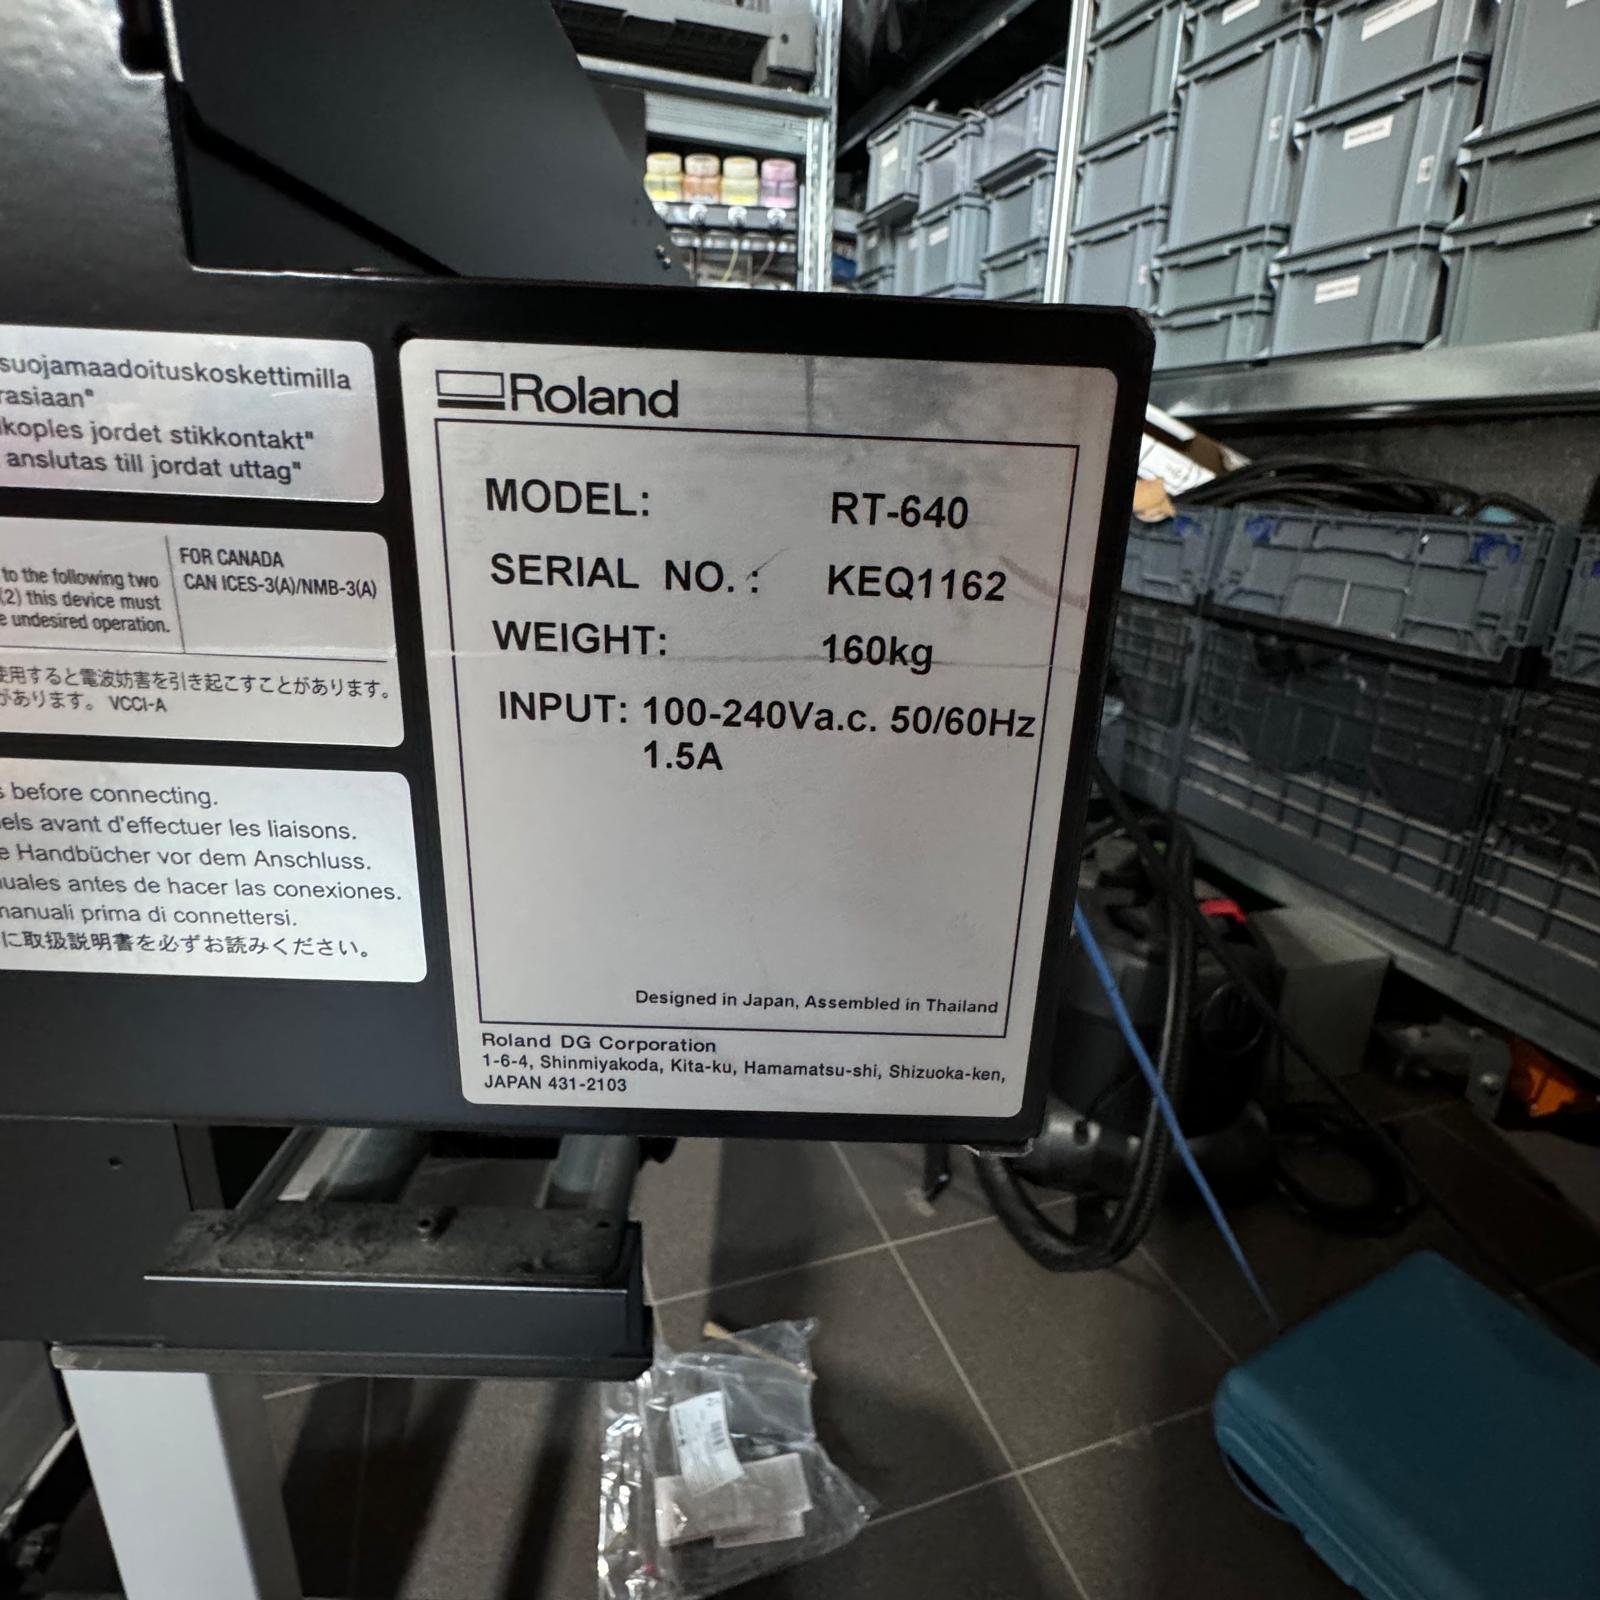 suojamaadoituskoskettimilla
rasiaan"
lkoples jordet stikkontakt"
anslutas till jordat uttag"
to the following two
(2) this device must
undesired operation.
FOR CANADA
CAN ICES-3(A)/NMB-3(A)
使用すると電波妨害を引き起こすことがあります。
があります。 VCCI-A
before connecting.
els avant d'effectuer les liaisons.
e Handbücher vor dem Anschluss.
uales antes de hacer las conexiones.
manuali prima di connettersi.
に取扱説明書を必ずお読みください。
Roland
MODEL: RT-640
SERIAL NO. : KEQ1162
WEIGHT: 160kg
INPUT: 100-240Va.c. 50/60Hz
1.5A
Designed in Japan, Assembled in Thailand
Roland DG Corporation
1-6-4, Shinmiyakoda, Kita-ku, Hamamatsu-shi, Shizuoka-ken,
JAPAN 431-2103